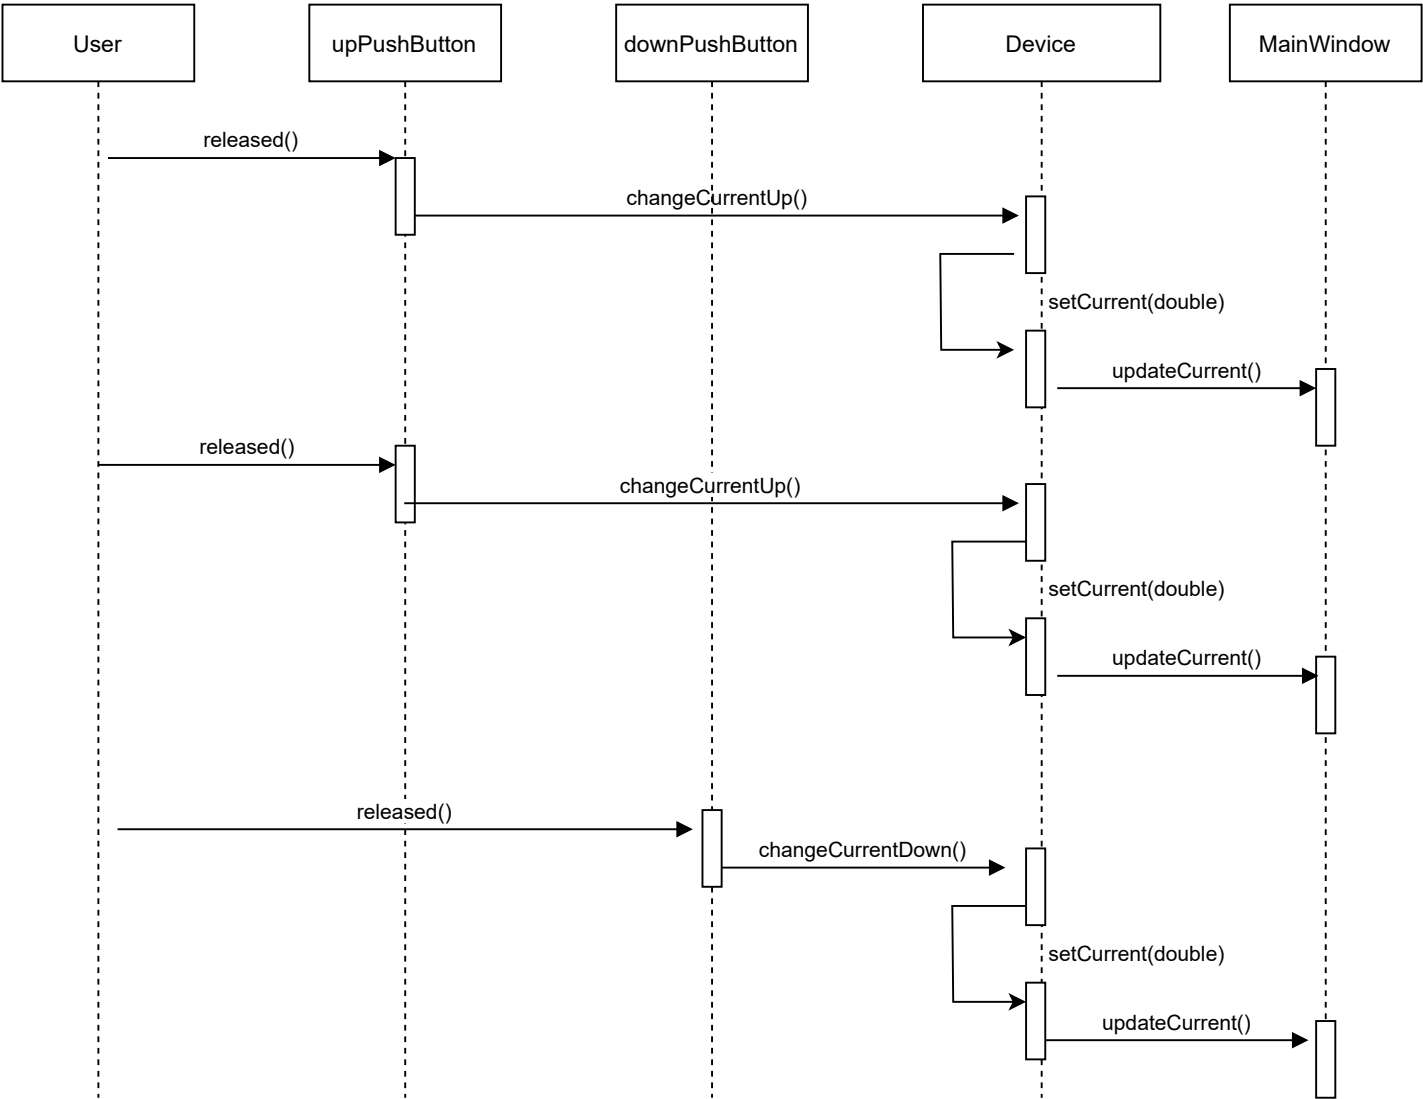 User
upPushButton
downPushButton
Device
MainWindow
released()
changeCurrentUp()
setCurrent(double)
updateCurrent()
released()
changeCurrentUp()
setCurrent(double)
updateCurrent()
released()
changeCurrentDown()
setCurrent(double)
updateCurrent()